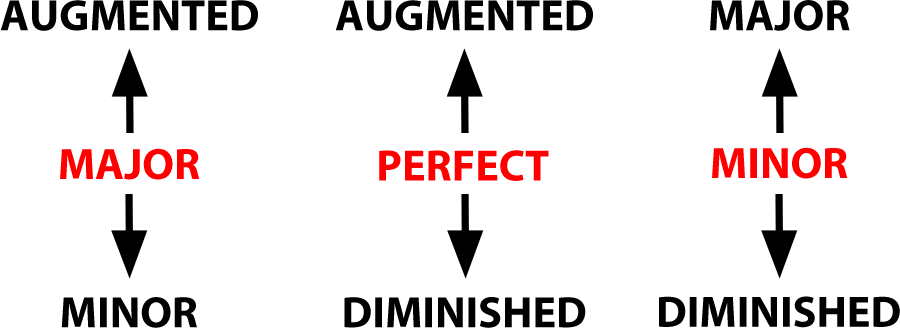 AUGMENTED AUGMENTED MAJOR
MAJOR PERFECT MINOR
MINOR DIMINISHED DIMINISHED